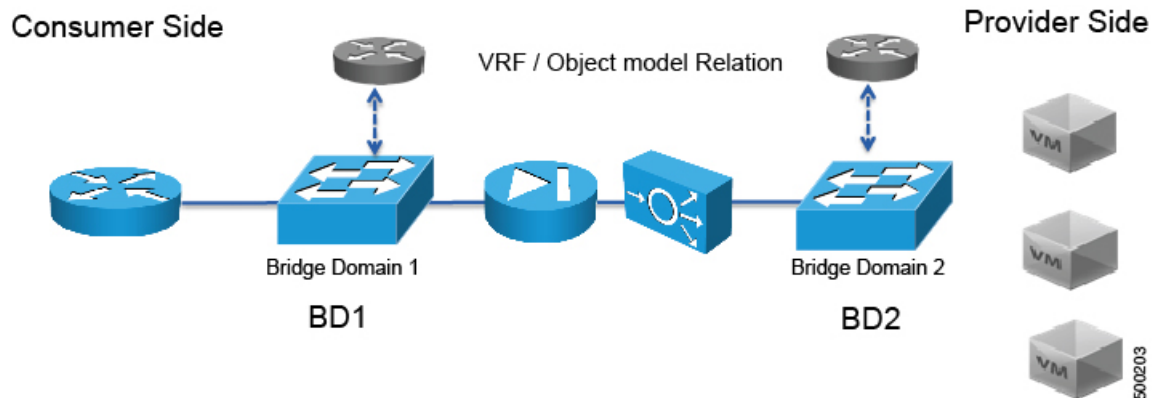 Consumer Side
Provider Side
VRF / Object model Relation
VM
VM
VM
Bridge Domain 1
Bridge Domain 2
BD1
BD2
500203